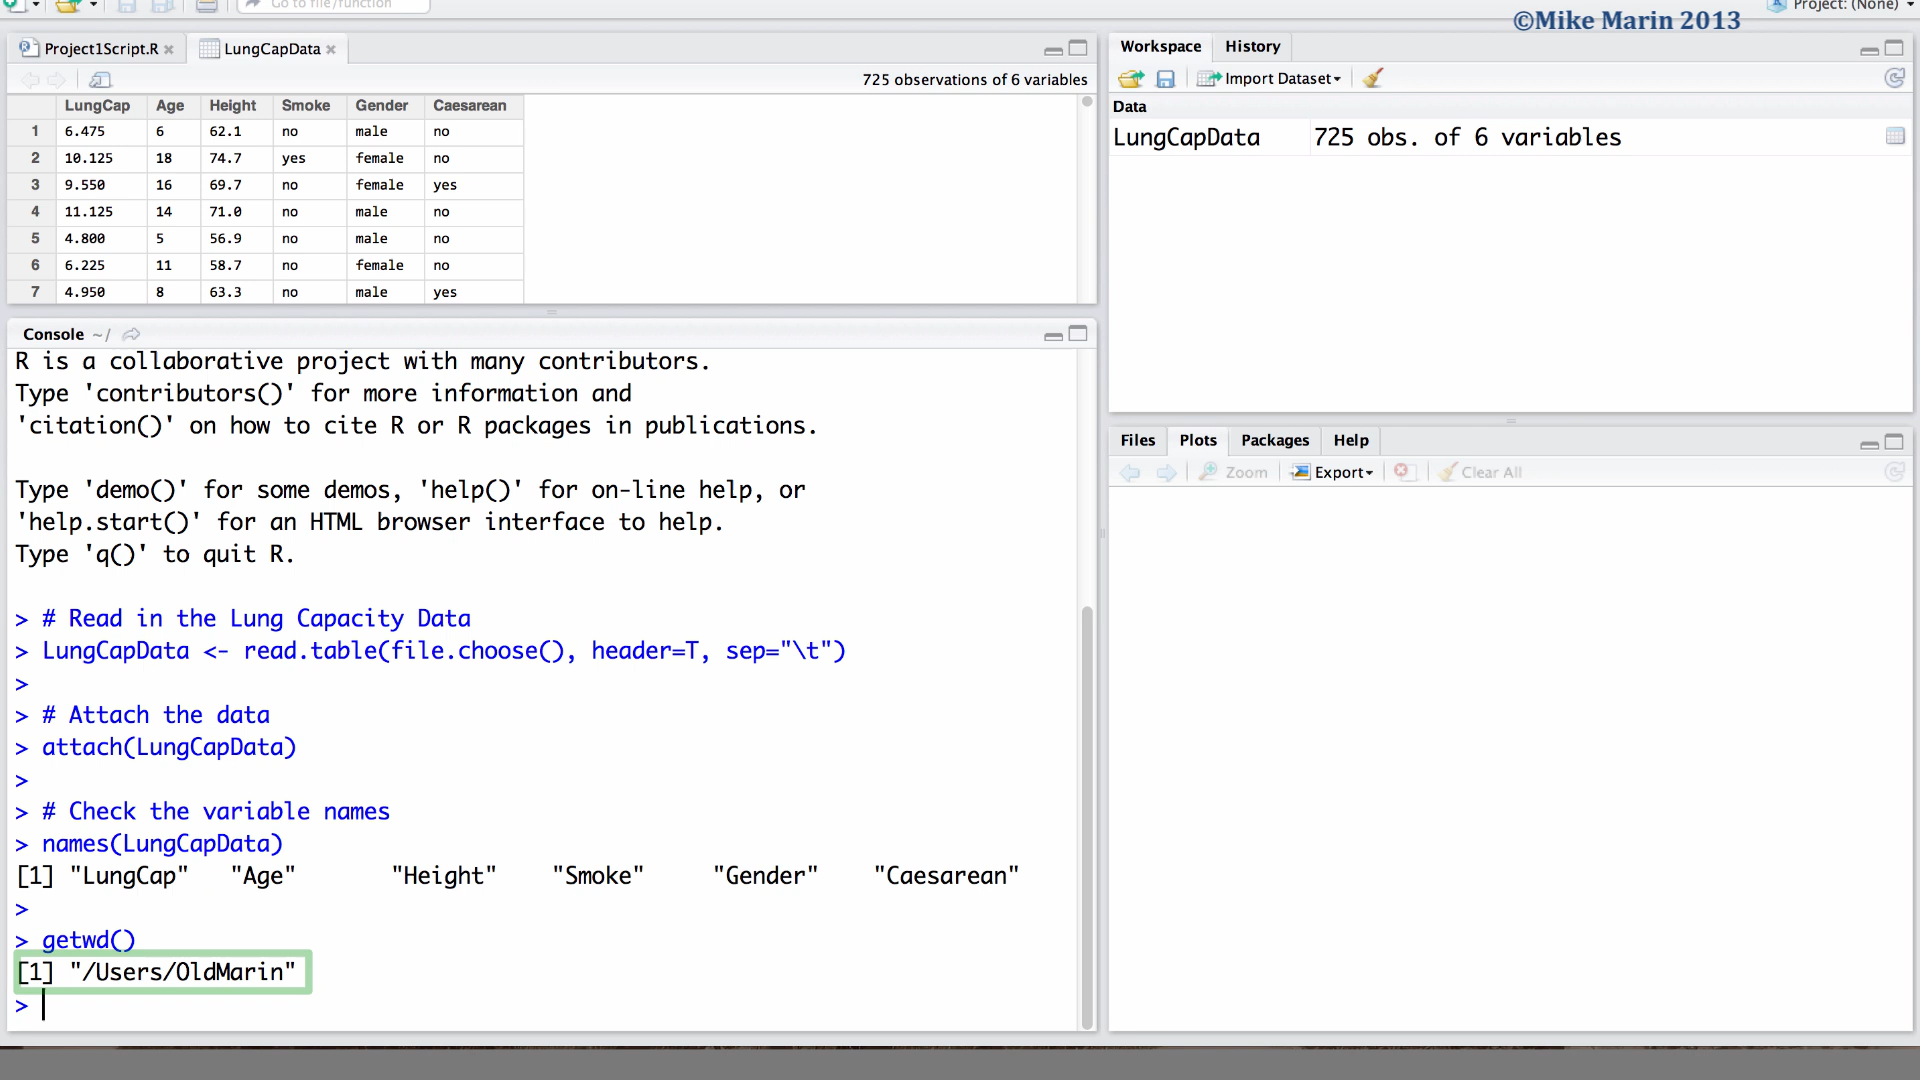 Go to file/function
©Mike Marin 2013
Project: (None)
Project1Script.R
LungCapData
725 observations of 6 variables
LungCap Age Height Smoke Gender Caesarean
1 6.475 6 62.1 no male no
2 10.125 18 74.7 yes female no
3 9.550 16 69.7 no female yes
4 11.125 14 71.0 no male no
5 4.800 5 56.9 no male no
6 6.225 11 58.7 no female no
7 4.950 8 63.3 no male yes
Console ~/
R is a collaborative project with many contributors.
Type 'contributors()' for more information and
'citation()' on how to cite R or R packages in publications.
Type 'demo()' for some demos, 'help()' for on-line help, or
'help.start()' for an HTML browser interface to help.
Type 'q()' to quit R.
> # Read in the Lung Capacity Data
> LungCapData <- read.table(file.choose(), header=T, sep="\t")
>
> # Attach the data
> attach(LungCapData)
>
> # Check the variable names
> names(LungCapData)
[1] "LungCap" "Age" "Height" "Smoke" "Gender" "Caesarean"
>
> getwd()
[1] "/Users/OldMarin"
>
Workspace History
Import Dataset
Data
LungCapData 725 obs. of 6 variables
Files Plots Packages Help
Zoom Export Clear All